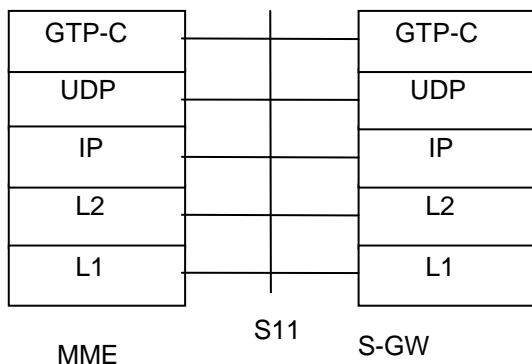 GTP-C GTP-C
UDP UDP
IP IP
L2 L2
L1 L1
S11
MME S-GW